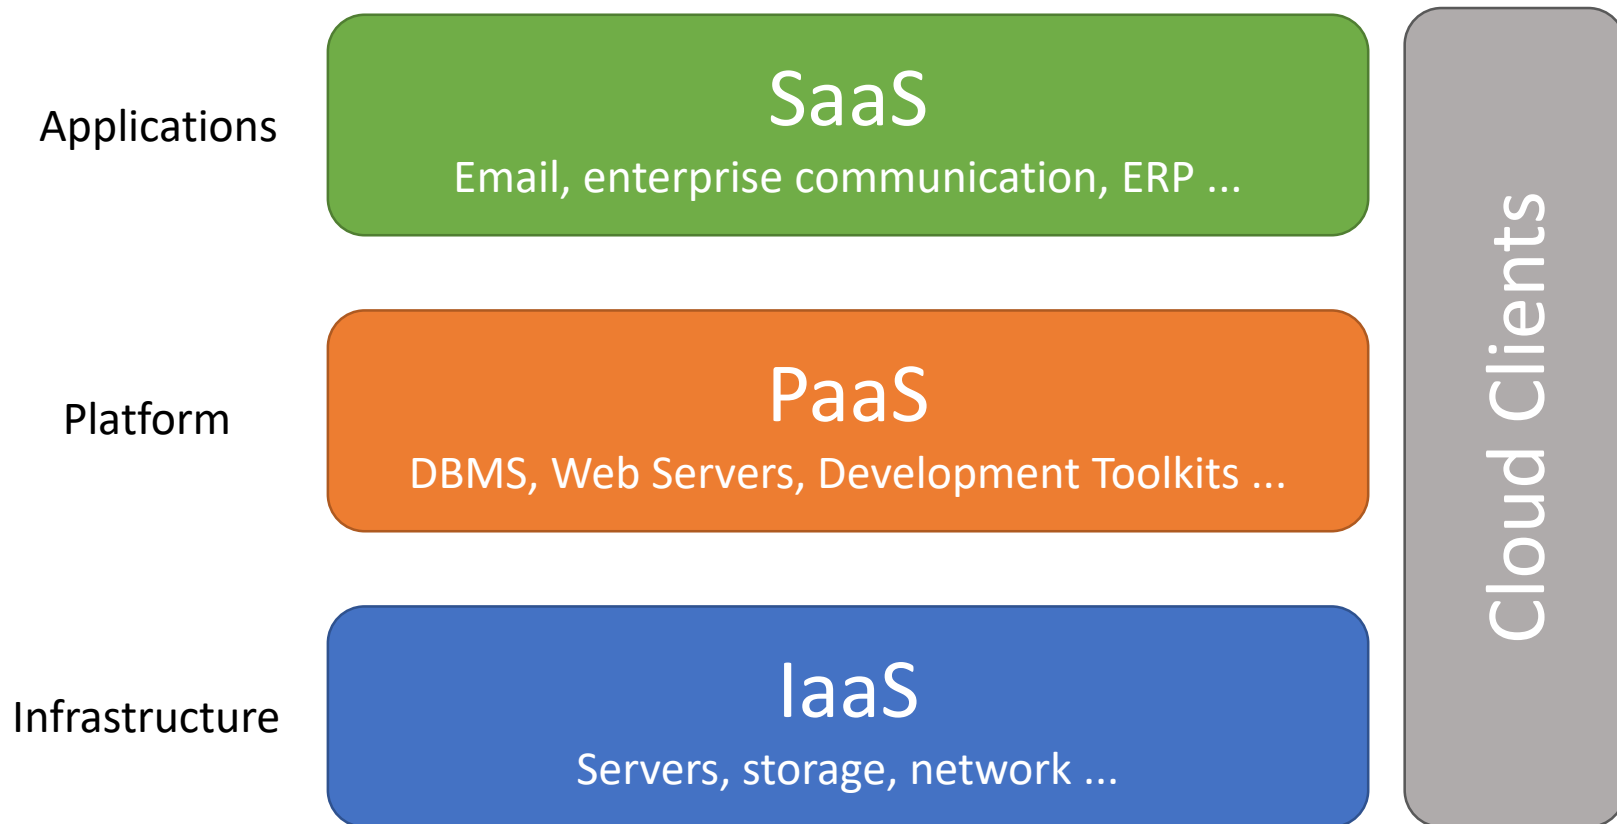 Applications
SaaS
Email, enterprise communication, ERP ...
Platform
PaaS
DBMS, Web Servers, Development Toolkits ...
Infrastructure
IaaS
Servers, storage, network ...
Cloud Clients